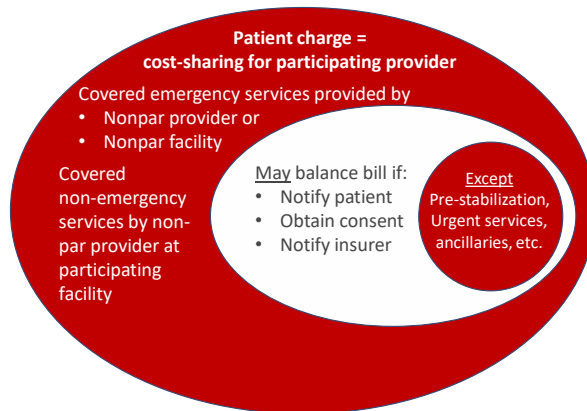 Patient charge =
cost-sharing for participating provider
Covered emergency services provided by
• Nonpar provider or
• Nonpar facility
Covered
non-emergency
services by non-
par provider at
participating
facility
May balance bill if:
• Notify patient
• Obtain consent
• Notify insurer
Except
Pre-stabilization,
Urgent services,
ancillaries, etc.